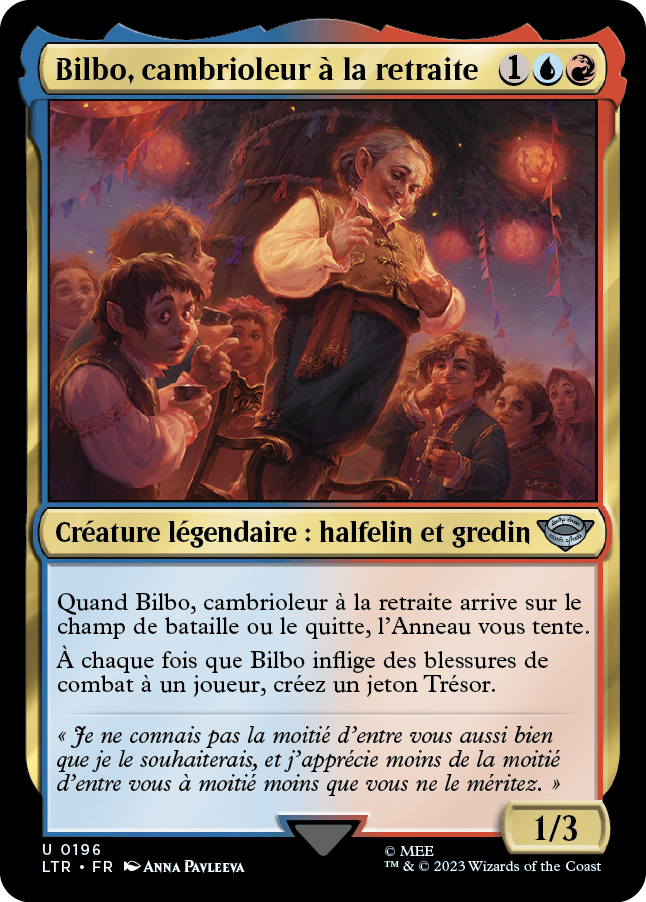 Bilbo, cambrioleur à la retraite 1
Créature légendaire : halfelin et gredin
Quand Bilbo, cambrioleur à la retraite arrive sur le
champ de bataille ou le quitte, l'Anneau vous tente.
À chaque fois que Bilbo inflige des blessures de
combat à un joueur, créez un jeton Trésor.
« Je ne connais pas la moitié d'entre vous aussi bien
que je le souhaiterais, et j'apprécie moins de la moitié
d'entre vous à moitié moins que vous ne le méritez. »
1/3
U 0196
LTR • FR Anna Pavleeva
© MEE
™ & © 2023 Wizards of the Coast